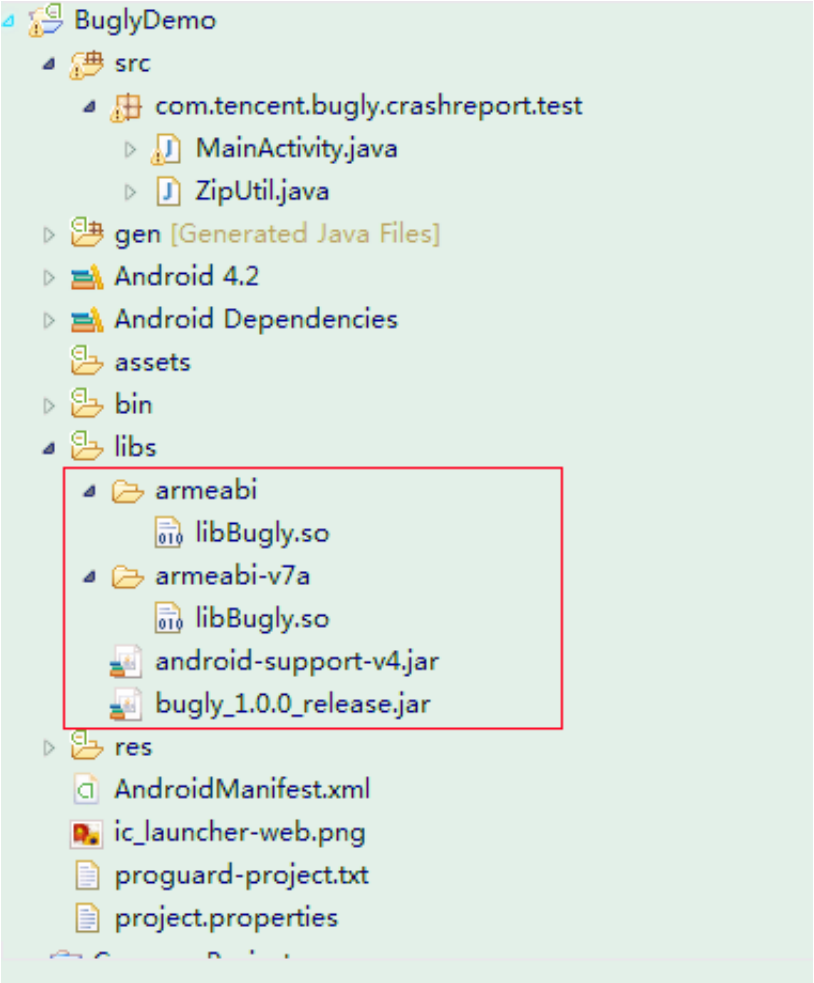 BuglyDemo
src
com.tencent.bugly.crashreport.test
MainActivity.java
ZipUtil.java
gen [Generated Java Files]
Android 4.2
Android Dependencies
assets
bin
libs
armeabi
libBugly.so
armeabi-v7a
libBugly.so
android-support-v4.jar
bugly_1.0.0_release.jar
res
AndroidManifest.xml
ic_launcher-web.png
proguard-project.txt
project.properties